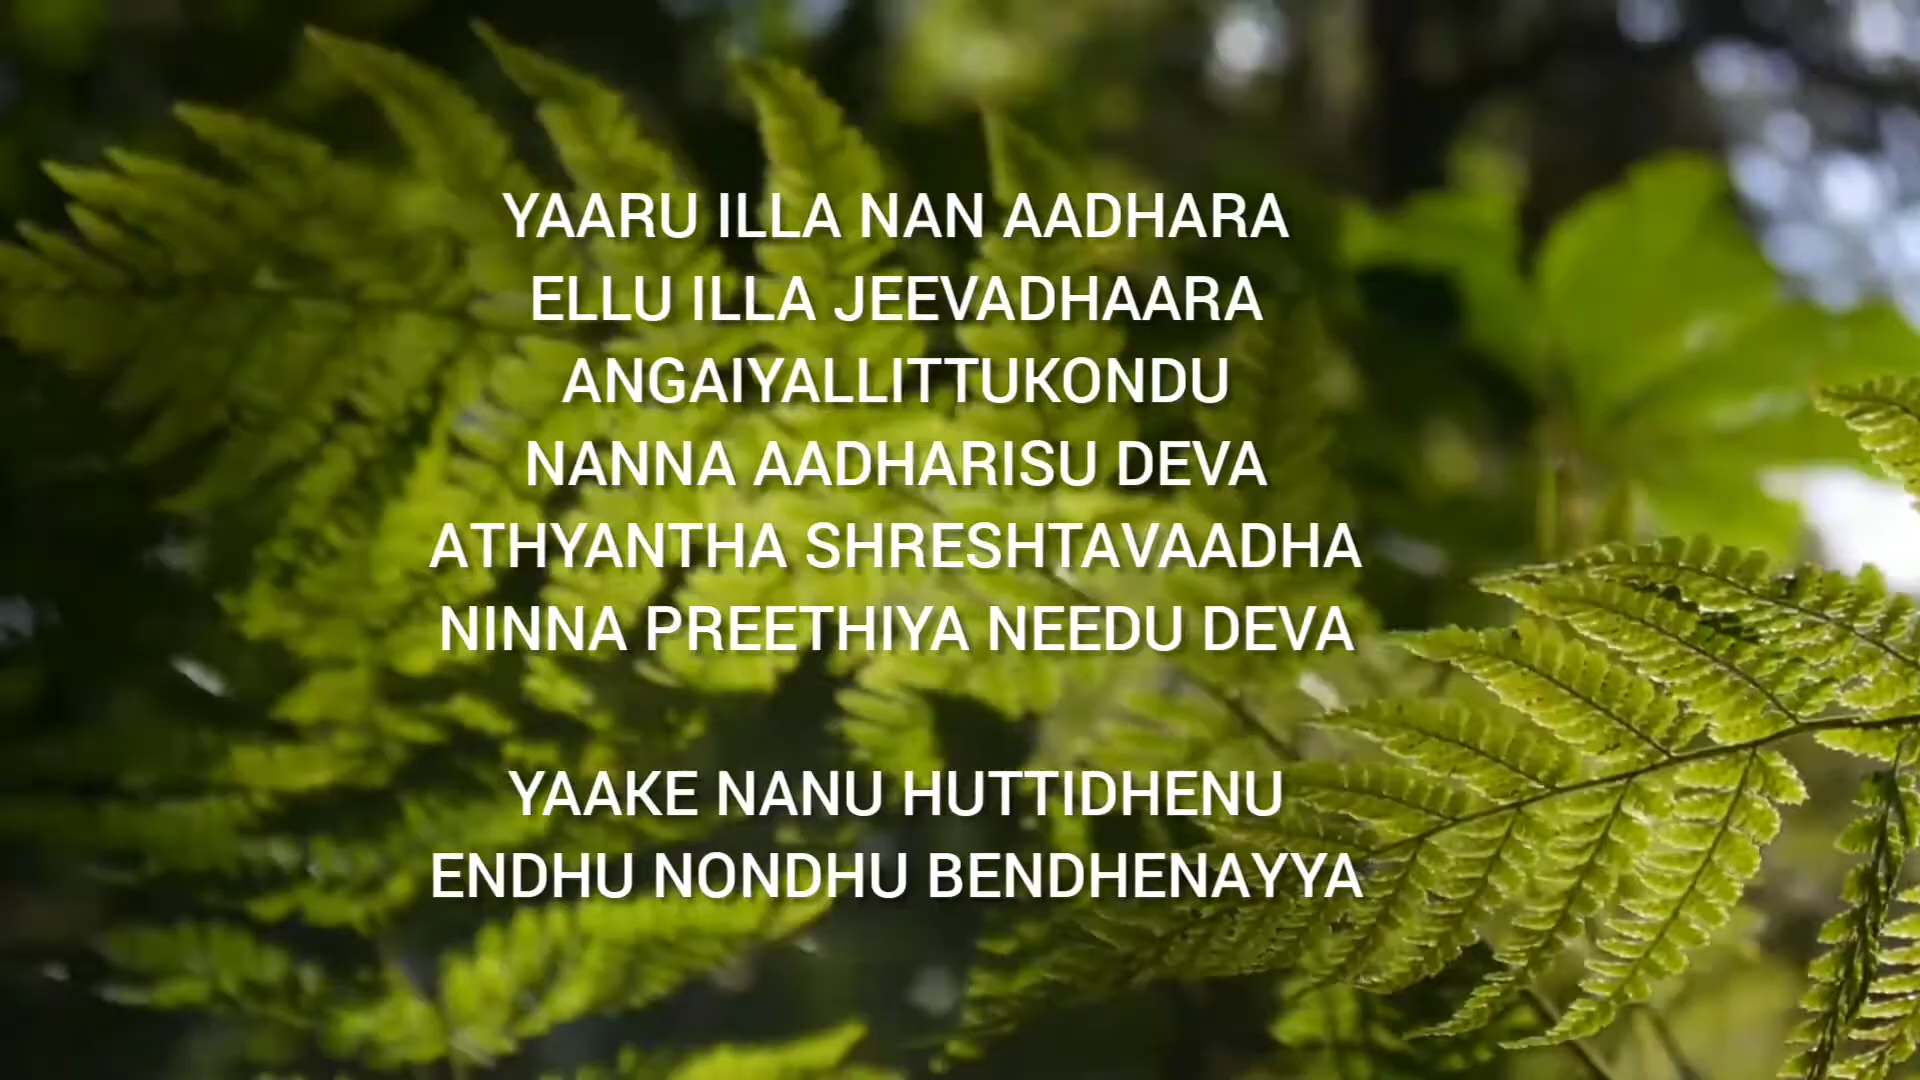 YAARU ILLA NAN AADHARA
ELLU ILLA JEEVADHAARA
ANGAIYALLITTUKONDU
NANNA AADHARISU DEVA
ATHYANTHA SHRESHTAVAADHA
NINNA PREETHIYA NEEDU DEVA
YAAKE NANU HUTTIDHENU
ENDHU NONDHU BENDHENAYYA